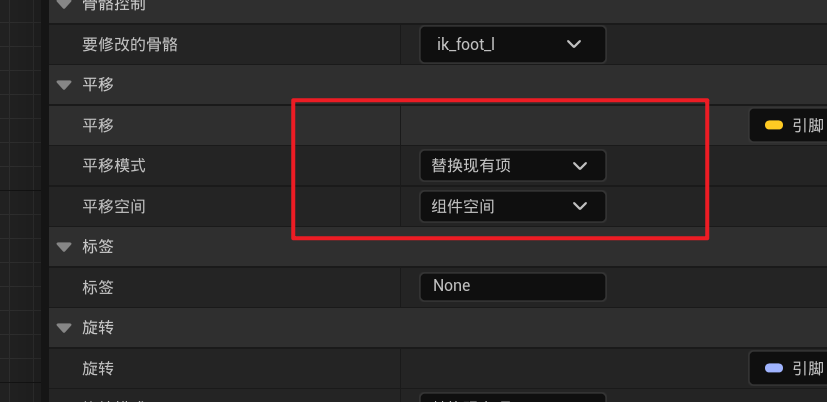 骨骼控制
要修改的骨骼 ik_foot_l
平移
平移 引脚
平移模式 替换现有项
平移空间 组件空间
标签
标签 None
旋转
旋转 引脚